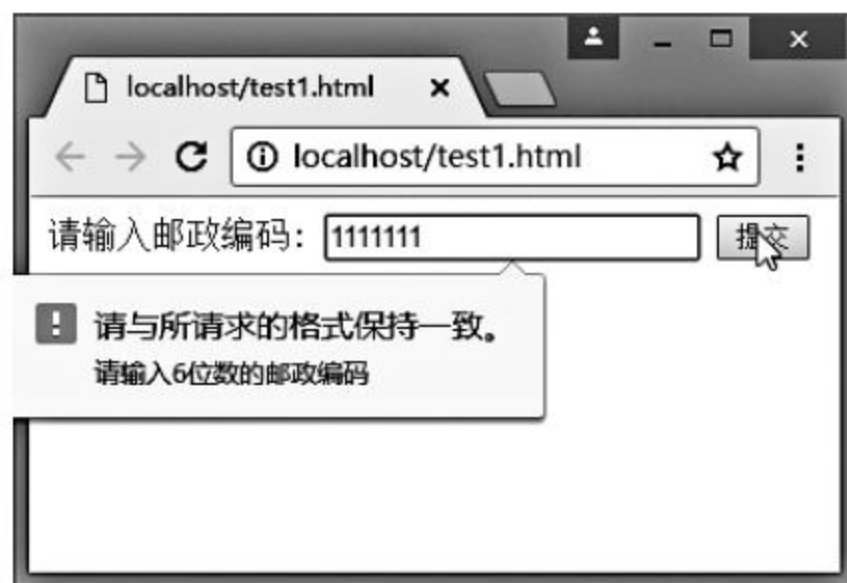 localhost/test1.html
localhost/test1.html
请输入邮政编码: 1111111 提交
请与所请求的格式保持一致。
请输入6位数的邮政编码